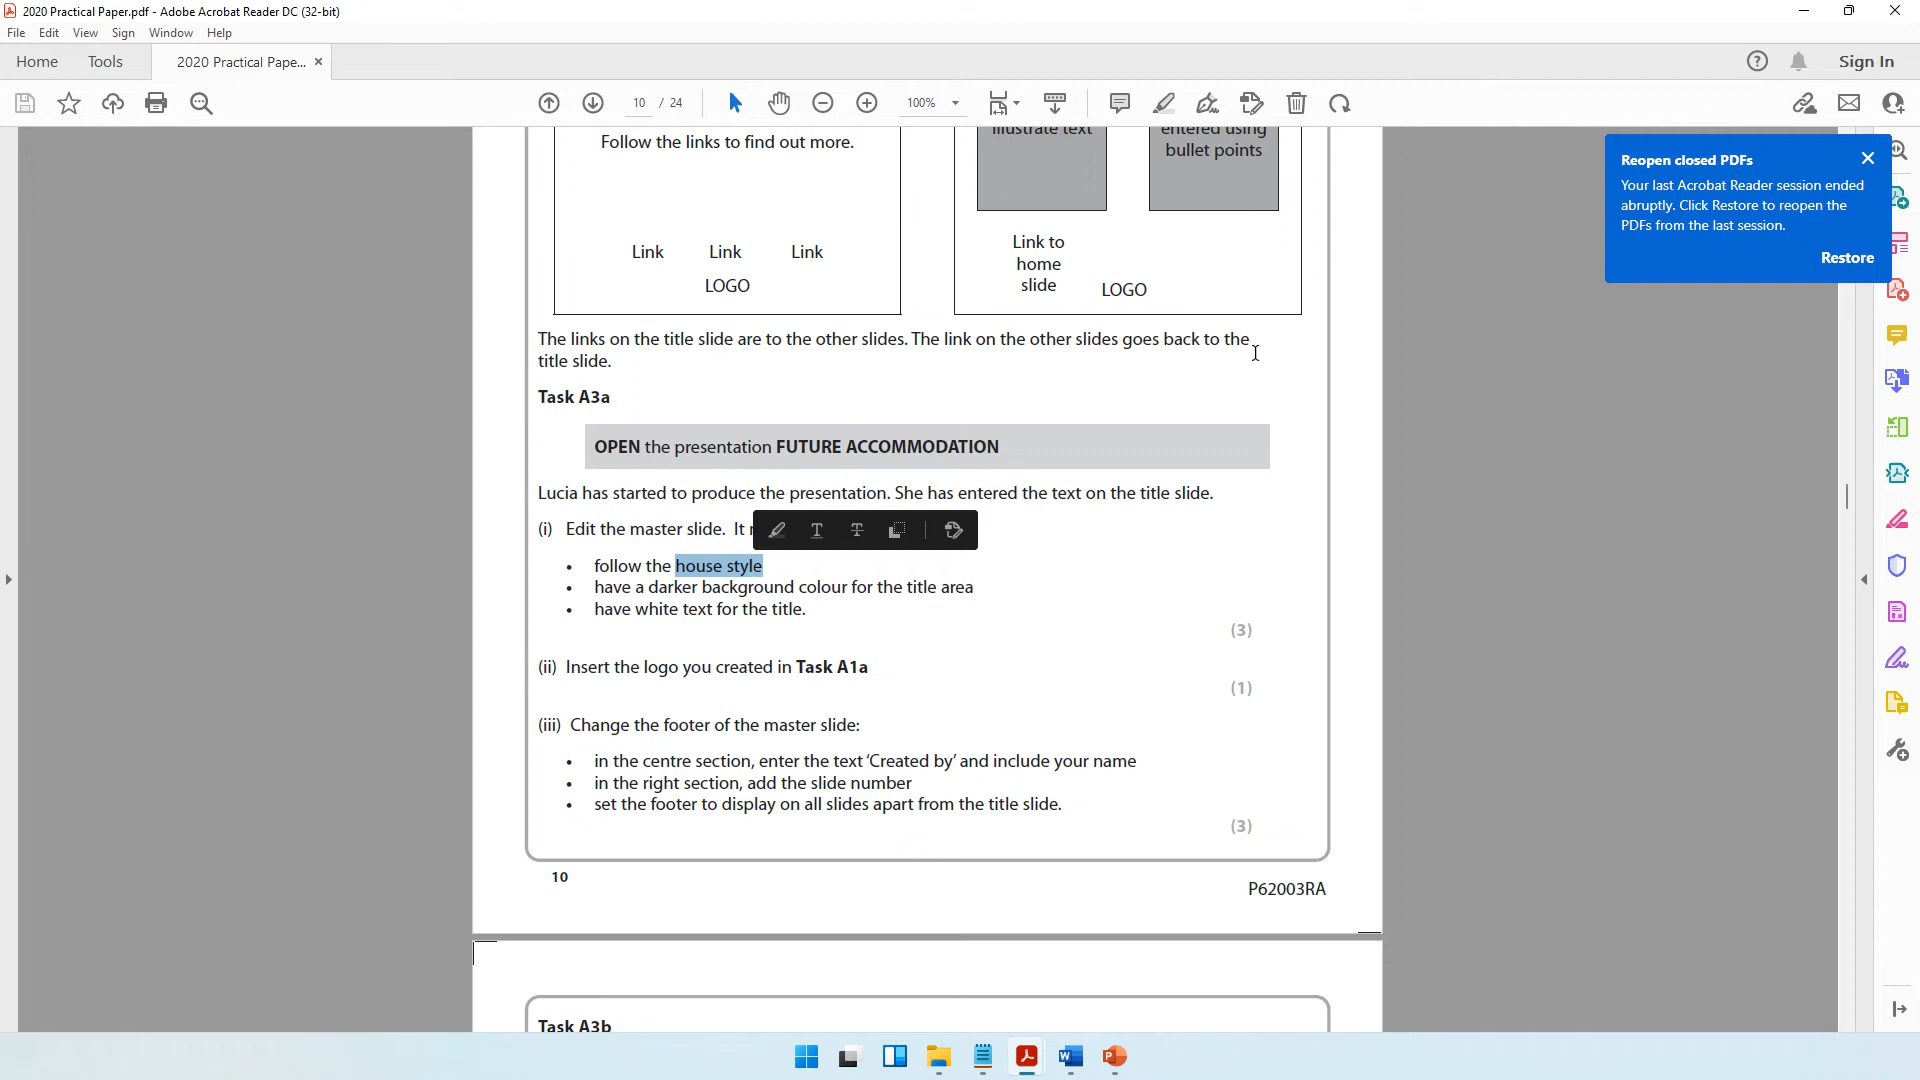 2020 Practical Paper.pdf - Adobe Acrobat Reader DC (32-bit)
File Edit View Sign Window Help
Home Tools 2020 Practical Pape... Sign In
10 / 24 100%
Follow the links to find out more.
Link Link Link
LOGO
illustrate text
entered using
bullet points
Link to
home
slide
LOGO
Reopen closed PDFs
Your last Acrobat Reader session ended
abruptly. Click Restore to reopen the
PDFs from the last session.
Restore
The links on the title slide are to the other slides. The link on the other slides goes back to the
title slide.
Task A3a
OPEN the presentation FUTURE ACCOMMODATION
Lucia has started to produce the presentation. She has entered the text on the title slide.
(i) Edit the master slide. It
• follow the house style
• have a darker background colour for the title area
• have white text for the title.
(3)
(ii) Insert the logo you created in Task A1a
(1)
(iii) Change the footer of the master slide:
• in the centre section, enter the text ‘Created by’ and include your name
• in the right section, add the slide number
• set the footer to display on all slides apart from the title slide.
(3)
10
P62003RA
Task A3b